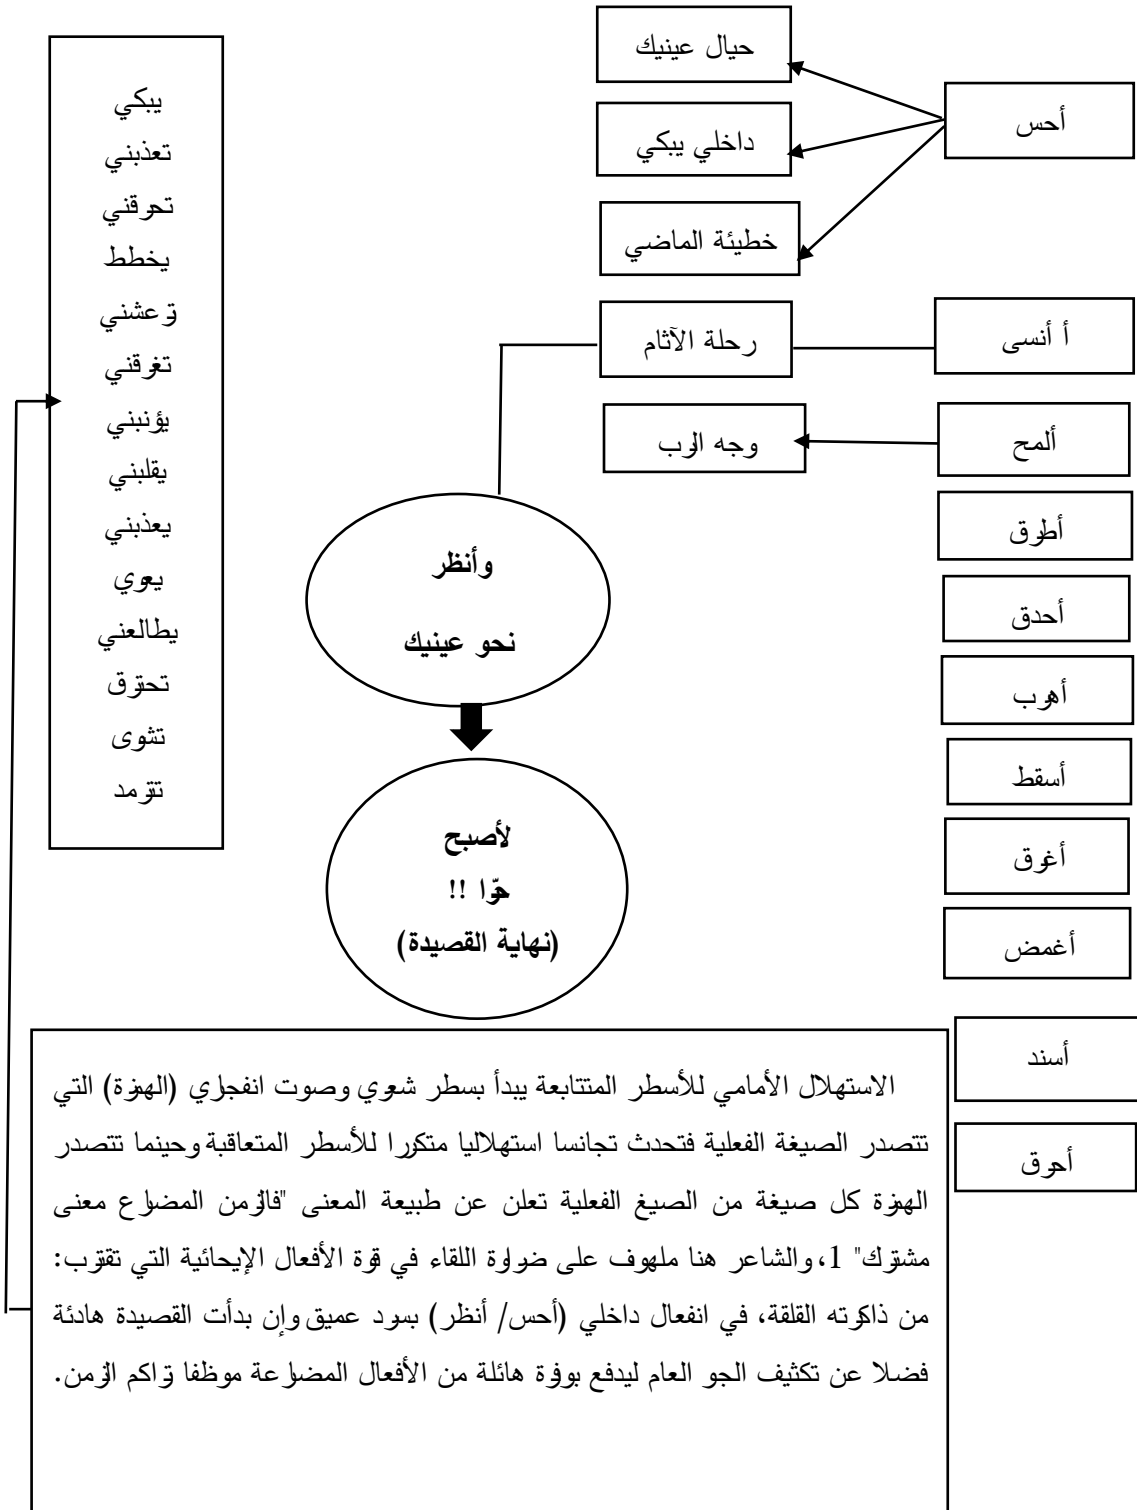 حيال عينيك
أحس
داخلي يبكي
خطيئة الماضي
أ أنسى
رحلة الآثام
ألمح
وجه الرب
أطرق
أحدق
أهرب
أسقط
أغرق
أغمض
أسند
أحرق
وأنظر
نحو عينيك
لأصبح
حرّا !!
(نهاية القصيدة)
يبكي
تعذبني
تحرقني
يخطط
ترعشني
تغرقني
يؤنبني
يقلبني
يعذبني
يعوي
يطالعني
تحترق
تشوى
تترمد
الاستهلال الأمامي للأسطر المتتابعة يبدأ بسطر شعري وصوت انفجاري (الهمزة) التي
تتصدر الصيغة الفعلية فتحدث تجانسا استهلاليا متكررا للأسطر المتعاقبة وحينما تتصدر
الهمزة كل صيغة من الصيغ الفعلية تعلن عن طبيعة المعنى "فالزمن المضارع معنى
مشترك" 1، والشاعر هنا ملهوف على ضراوة اللقاء في قوة الأفعال الإيحائية التي تقترب:
من ذاكرته القلقة، في انفعال داخلي (أحس/ أنظر) بسرد عميق وإن بدأت القصيدة هادئة
فضلا عن تكثيف الجو العام ليدفع بوفرة هائلة من الأفعال المضارعة موظفا تراكم الزمن.